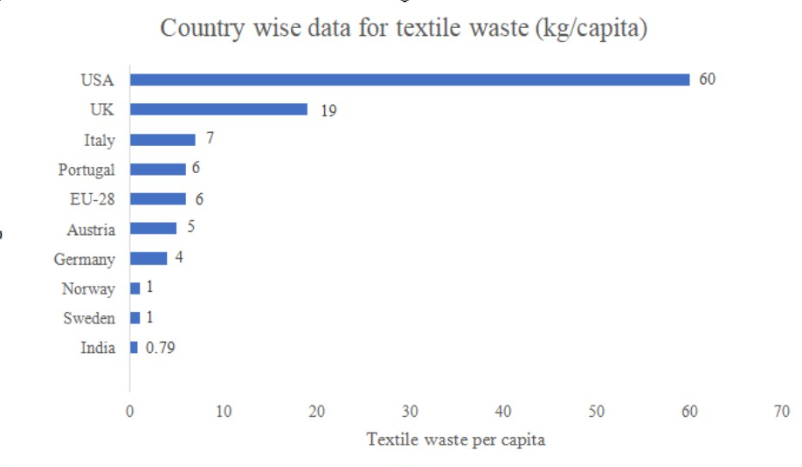 Country wise data for textile waste (kg/capita)
USA 60
UK 19
Italy 7
Portugal 6
EU-28 6
Austria 5
Germany 4
Norway 1
Sweden 1
India 0.79
0 10 20 30 40 50 60 70
Textile waste per capita